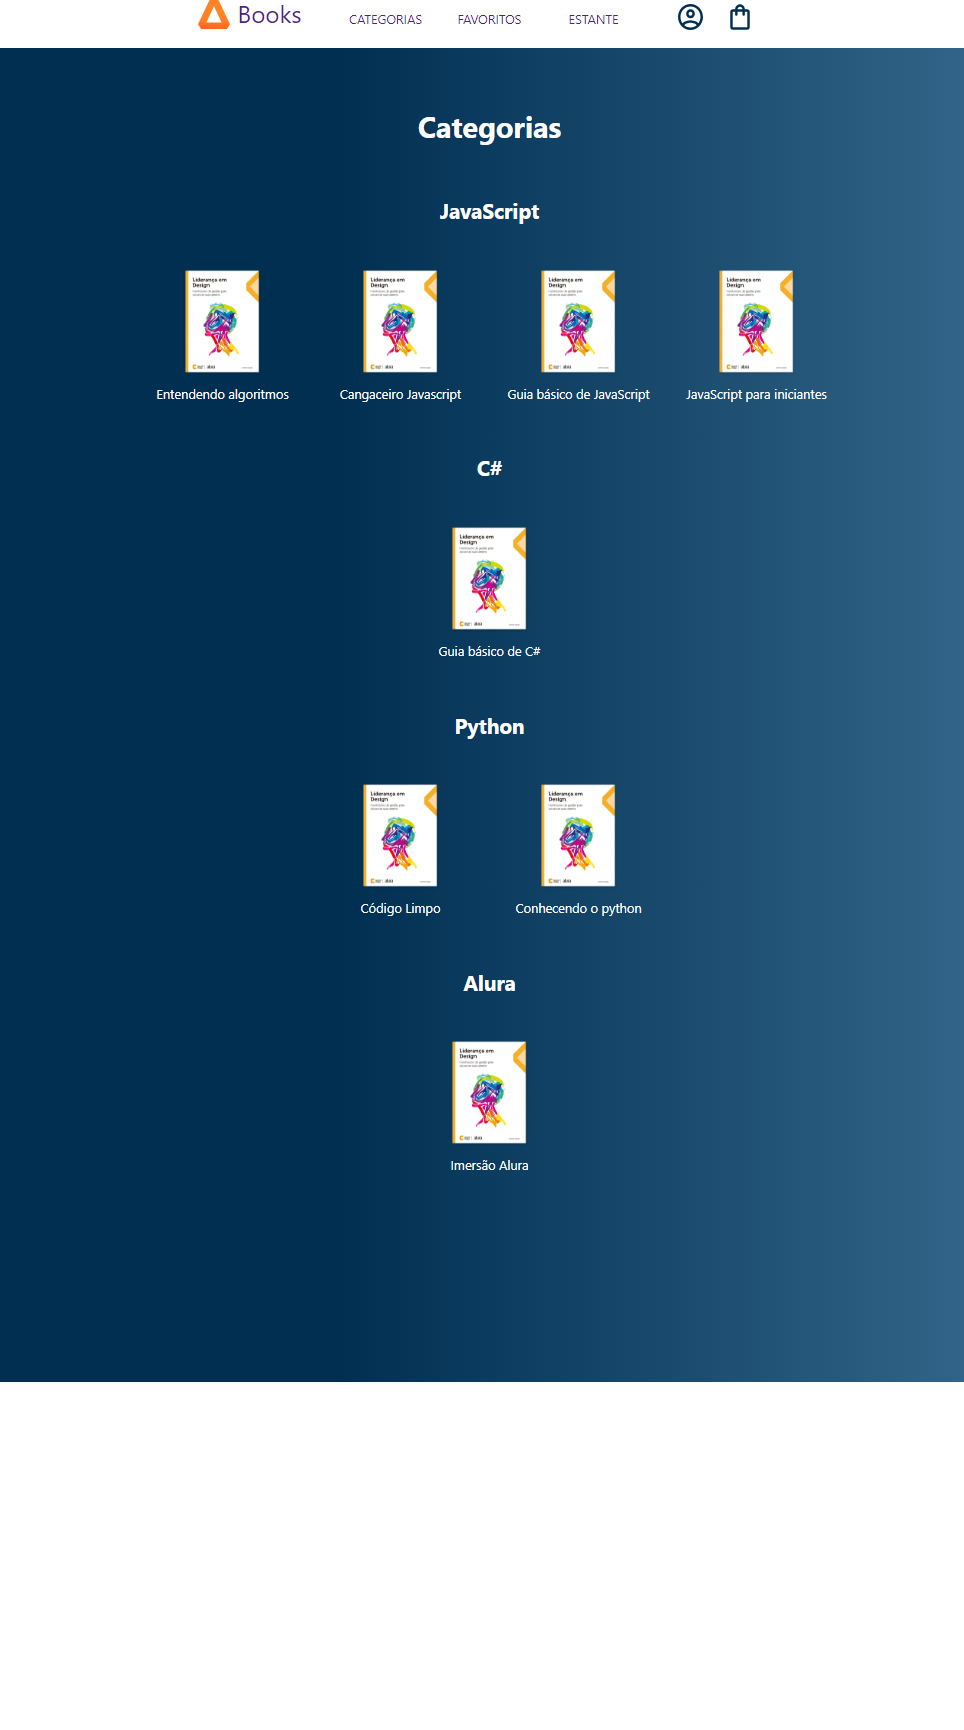 Books
CATEGORIAS
FAVORITOS
ESTANTE
Categorias
JavaScript
Liderança em
Design
Liderança em
Design
Liderança em
Design
Liderança em
Design
Entendendo algoritmos
Cangaceiro Javascript
Guia básico de JavaScript
JavaScript para iniciantes
C#
Liderança em
Design
Guia básico de C#
Python
Liderança em
Design
Liderança em
Design
Código Limpo
Conhecendo o python
Alura
Liderança em
Design
Imersão Alura